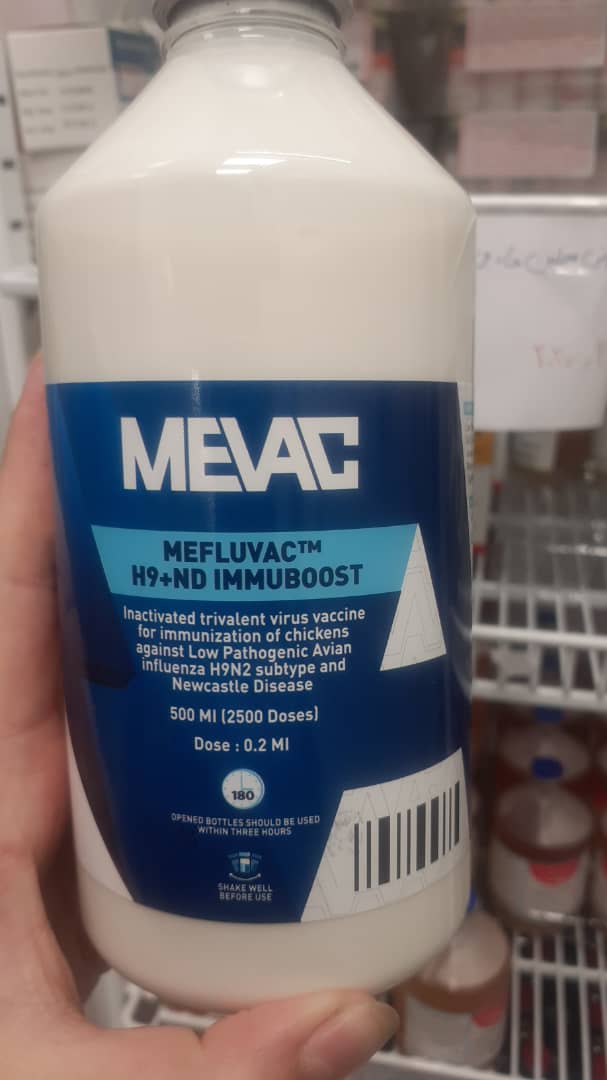 MEVAC
MEFLUVAC™
H9+ND IMMUBOOST
Inactivated trivalent virus vaccine
for immunization of chickens
against Low Pathogenic Avian
influenza H9N2 subtype and
Newcastle Disease
500 Ml (2500 Doses)
Dose : 0.2 Ml
180
OPENED BOTTLES SHOULD BE USED
WITHIN THREE HOURS
SHAKE WELL
BEFORE USE